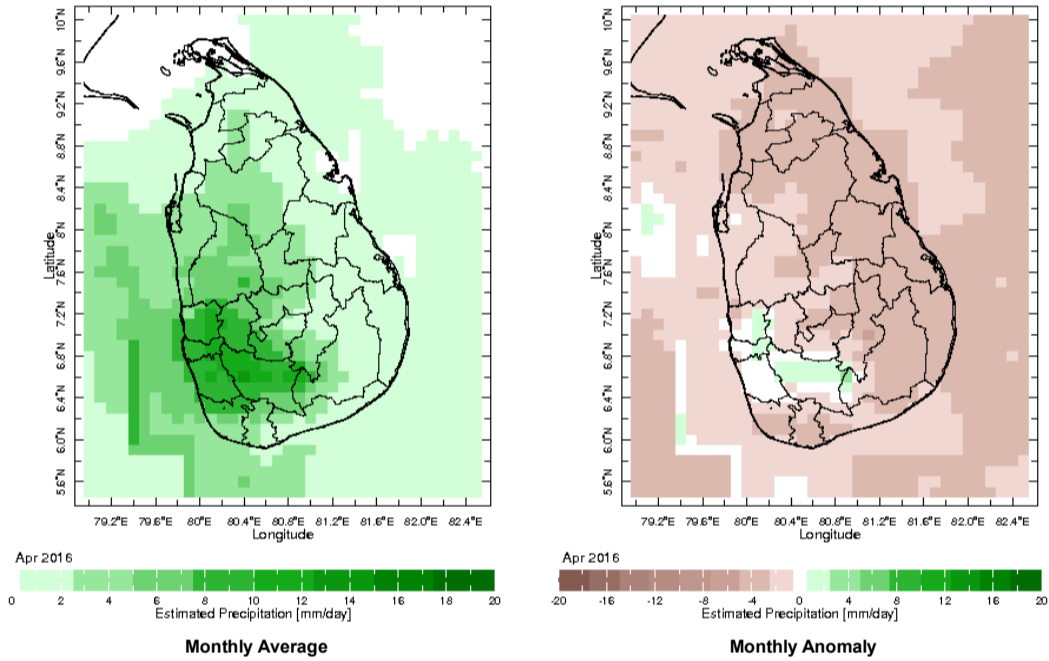 10°N
9.6°N
9.2°N
8.8°N
8.4°N
8°N
7.6°N
7.2°N
6.8°N
6.4°N
6.0°N
5.6°N
Latitude
79.2°E 79.6°E 80°E 80.4°E 80.8°E 81.2°E 81.6°E 82.0°E 82.4°E
Longitude
Apr 2016
0 2 4 6 8 10 12 14 16 18 20
Estimated Precipitation [mm/day]
Monthly Average
10°N
9.6°N
9.2°N
8.8°N
8.4°N
8°N
7.6°N
7.2°N
6.8°N
6.4°N
6.0°N
5.6°N
Latitude
79.2°E 79.6°E 80°E 80.4°E 80.8°E 81.2°E 81.6°E 82.0°E 82.4°E
Longitude
Apr 2016
-20 -16 -12 -8 -4 0 4 8 12 16 20
Estimated Precipitation [mm/day]
Monthly Anomaly